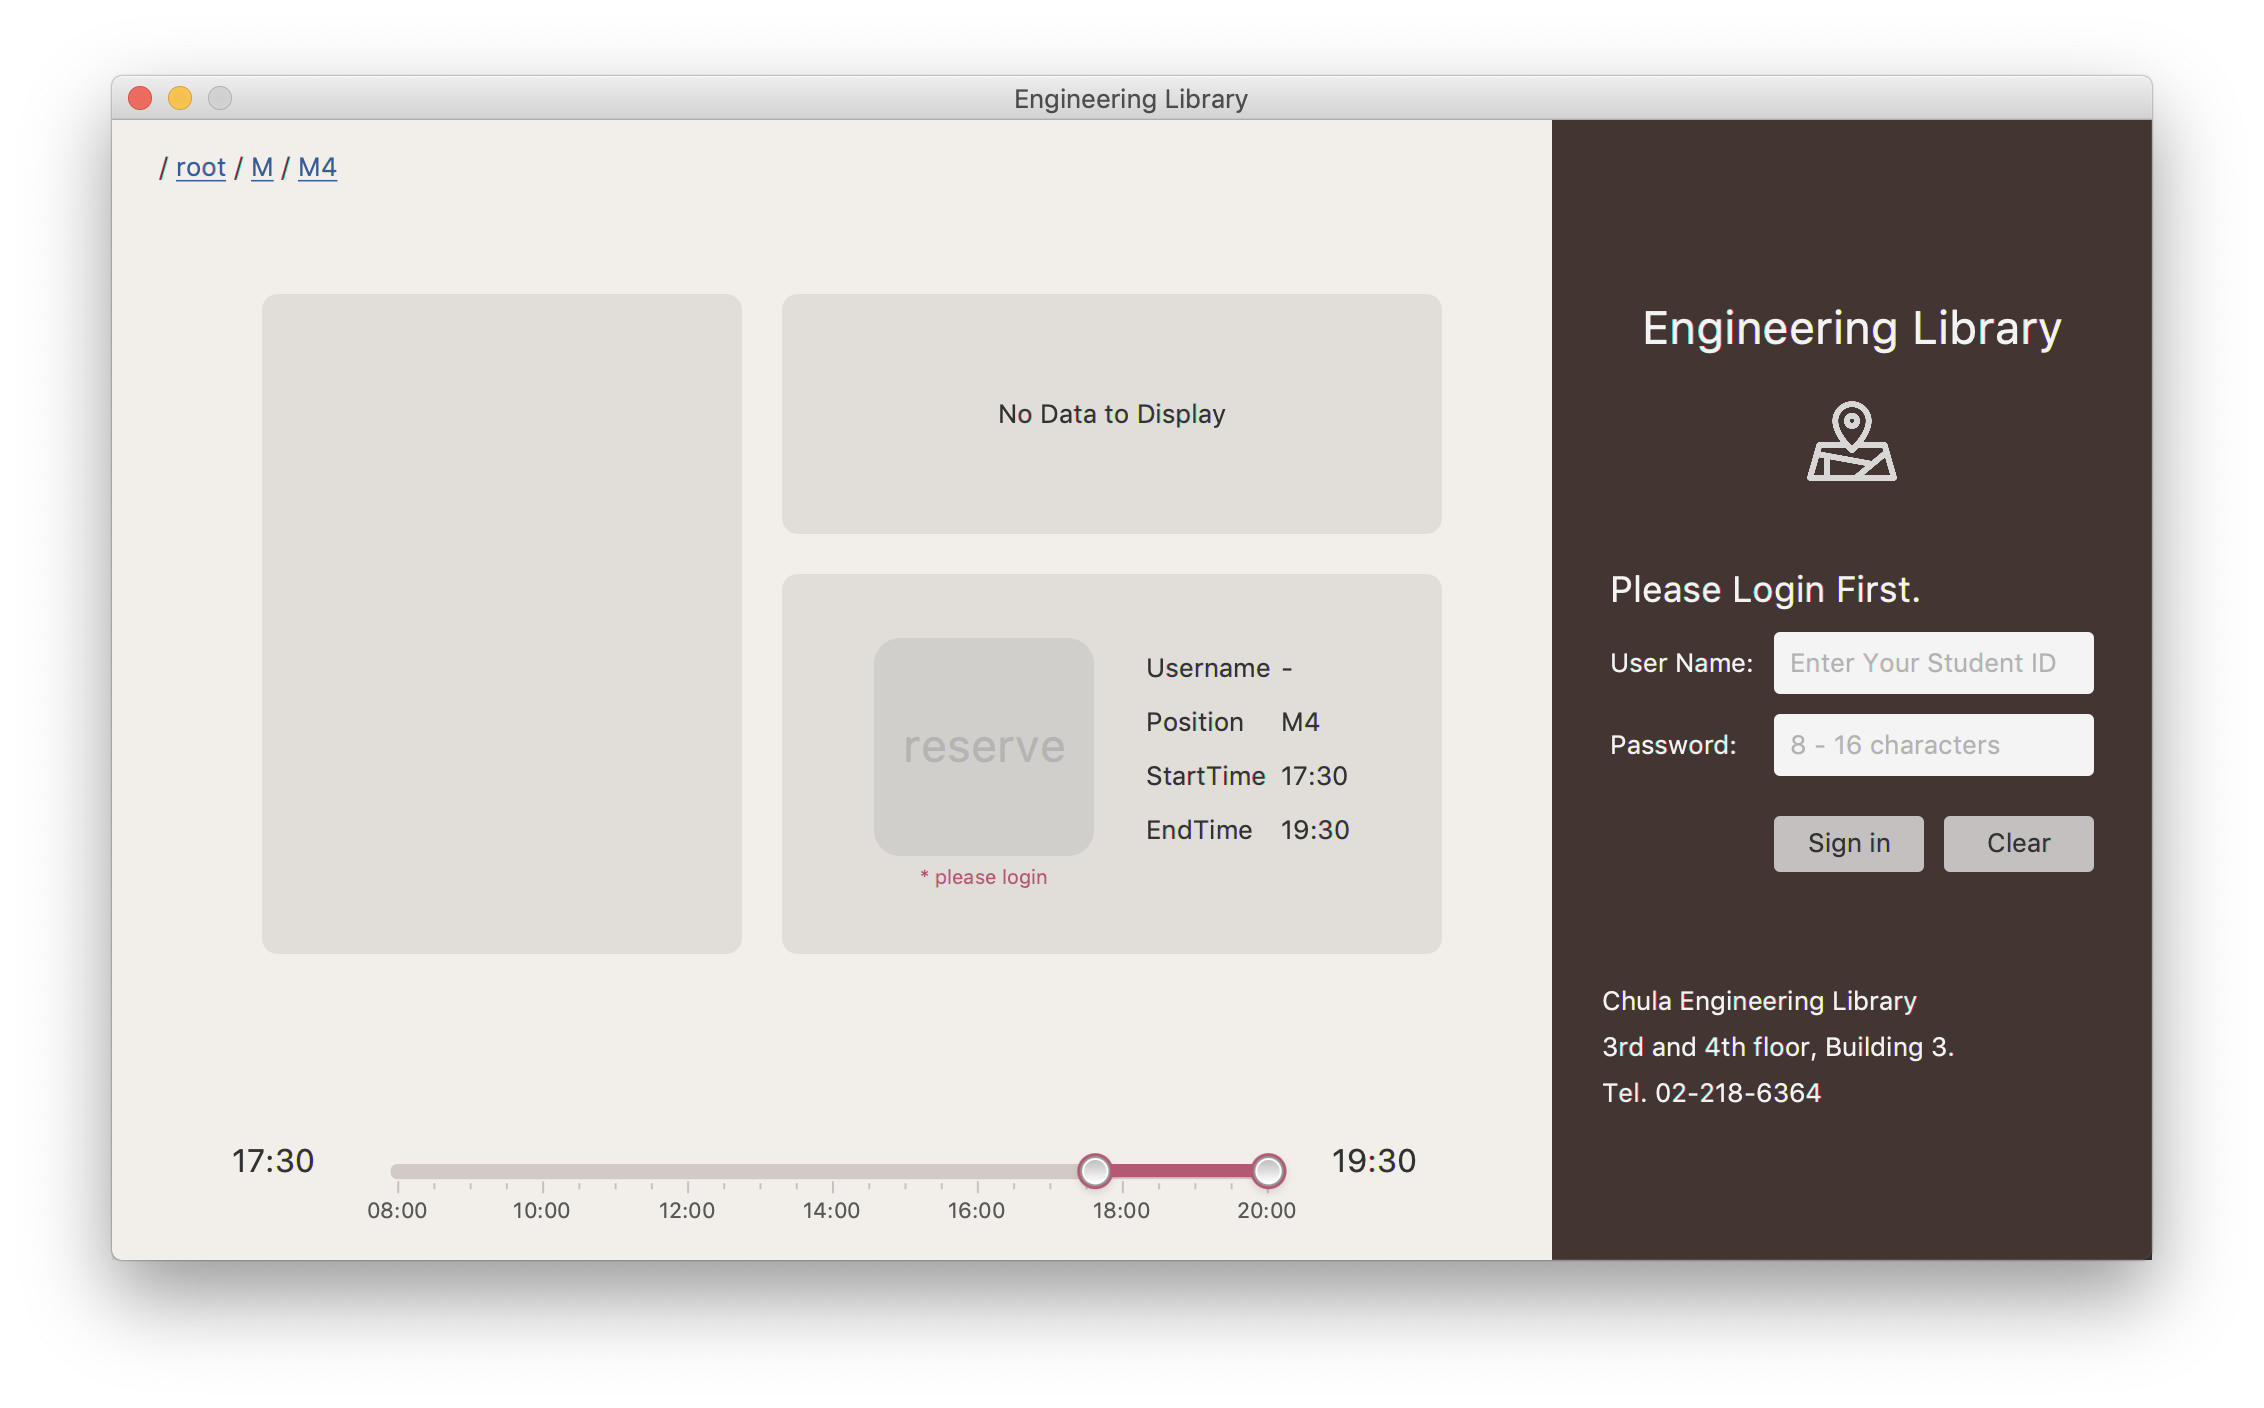 Engineering Library
/ root / M / M4
No Data to Display
reserve
* please login
Username -
Position M4
StartTime 17:30
EndTime 19:30
17:30
19:30
08:00 10:00 12:00 14:00 16:00 18:00 20:00
Engineering Library
Please Login First.
User Name: Enter Your Student ID
Password: 8 - 16 characters
Sign in Clear
Chula Engineering Library
3rd and 4th floor, Building 3.
Tel. 02-218-6364